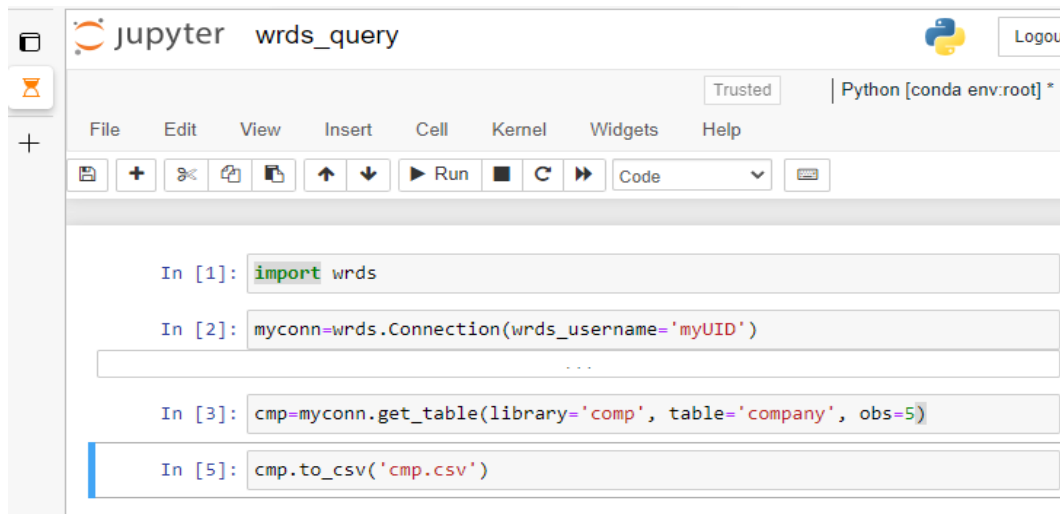 jupyter wrds_query Logou
Trusted Python [conda env:root] *
File Edit View Insert Cell Kernel Widgets Help
Run Code
In [1]: import wrds
In [2]: myconn=wrds.Connection(wrds_username='myUID')
...
In [3]: cmp=myconn.get_table(library='comp', table='company', obs=5)
In [5]: cmp.to_csv('cmp.csv')